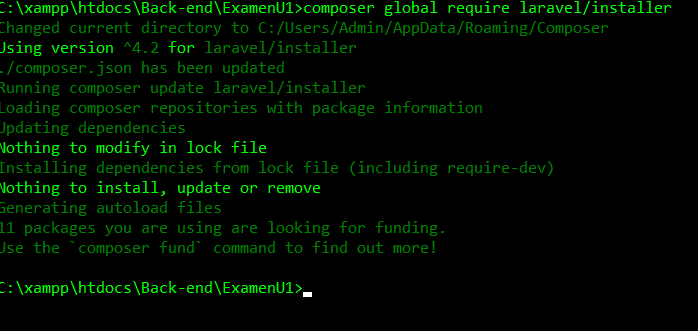 C:\xampp\htdocs\Back-end\ExamenU1>composer global require laravel/installer
Changed current directory to C:/Users/Admin/AppData/Roaming/Composer
Using version ^4.2 for laravel/installer
./composer.json has been updated
Running composer update laravel/installer
Loading composer repositories with package information
Updating dependencies
Nothing to modify in lock file
Installing dependencies from lock file (including require-dev)
Nothing to install, update or remove
Generating autoload files
11 packages you are using are looking for funding.
Use the `composer fund` command to find out more!
C:\xampp\htdocs\Back-end\ExamenU1>